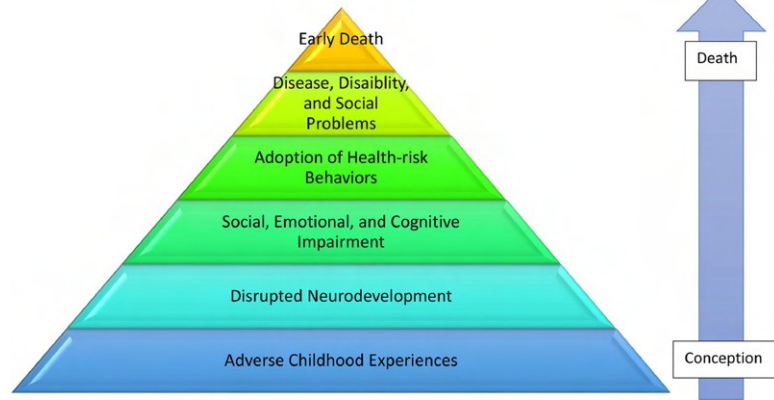 Early Death
Death
Disease, Disaiblity,
and Social
Problems
Adoption of Health-risk
Behaviors
Social, Emotional, and Cognitive
Impairment
Disrupted Neurodevelopment
Adverse Childhood Experiences
Conception